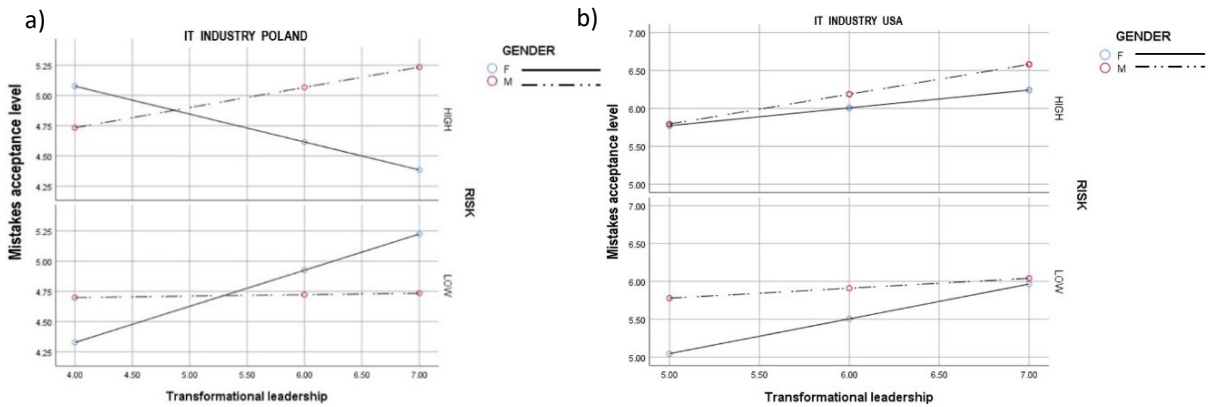 a)
IT INDUSTRY POLAND
GENDER
F
M
Mistakes acceptance level
5.25
5.00
4.75
4.50
4.25
HIGH
5.25
5.00
4.75
4.50
4.25
LOW
RISK
4.00 4.50 5.00 5.50 6.00 6.50 7.00
Transformational leadership
b)
IT INDUSTRY USA
GENDER
F
M
Mistakes acceptance level
7.00
6.50
6.00
5.50
5.00
HIGH
7.00
6.50
6.00
5.50
5.00
LOW
RISK
5.00 5.50 6.00 6.50 7.00
Transformational leadership